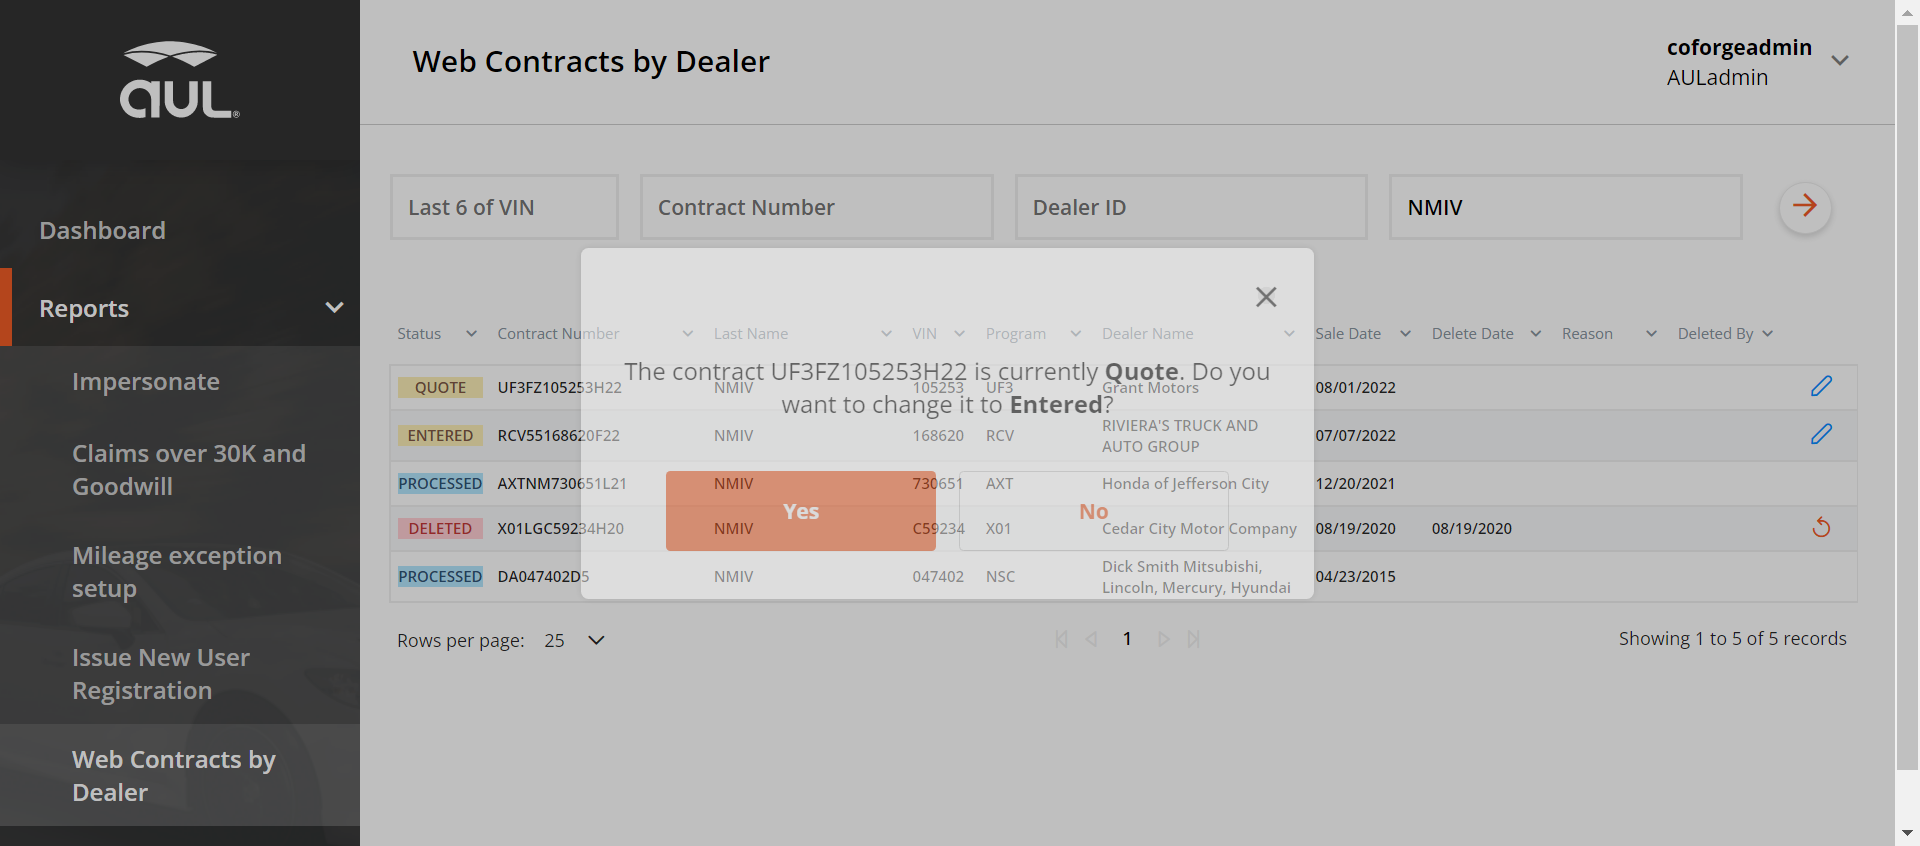 aul®
Web Contracts by Dealer
coforgeadmin
AULadmin
Dashboard
Reports
Impersonate
Claims over 30K and
Goodwill
Mileage exception
setup
Issue New User
Registration
Web Contracts by
Dealer
Last 6 of VIN Contract Number Dealer ID NMIV
Status Contract Number Last Name VIN Program Dealer Name Sale Date Delete Date Reason Deleted By
The contract UF3FZ105253H22 is currently Quote. Do you
want to change it to Entered?
Yes No
QUOTE UF3FZ105253H22 NMIV 105253 UF3 Grant Motors 08/01/2022
ENTERED RCV55168620F22 NMIV 168620 RCV RIVIERA'S TRUCK AND
AUTO GROUP 07/07/2022
PROCESSED AXTNM730651L21 NMIV 730651 AXT Honda of Jefferson City 12/20/2021
DELETED X01LGC59234H20 NMIV C59234 X01 Cedar City Motor Company 08/19/2020 08/19/2020
PROCESSED DA047402D5 NMIV 047402 NSC Dick Smith Mitsubishi,
Lincoln, Mercury, Hyundai 04/23/2015
Rows per page: 25 1 Showing 1 to 5 of 5 records